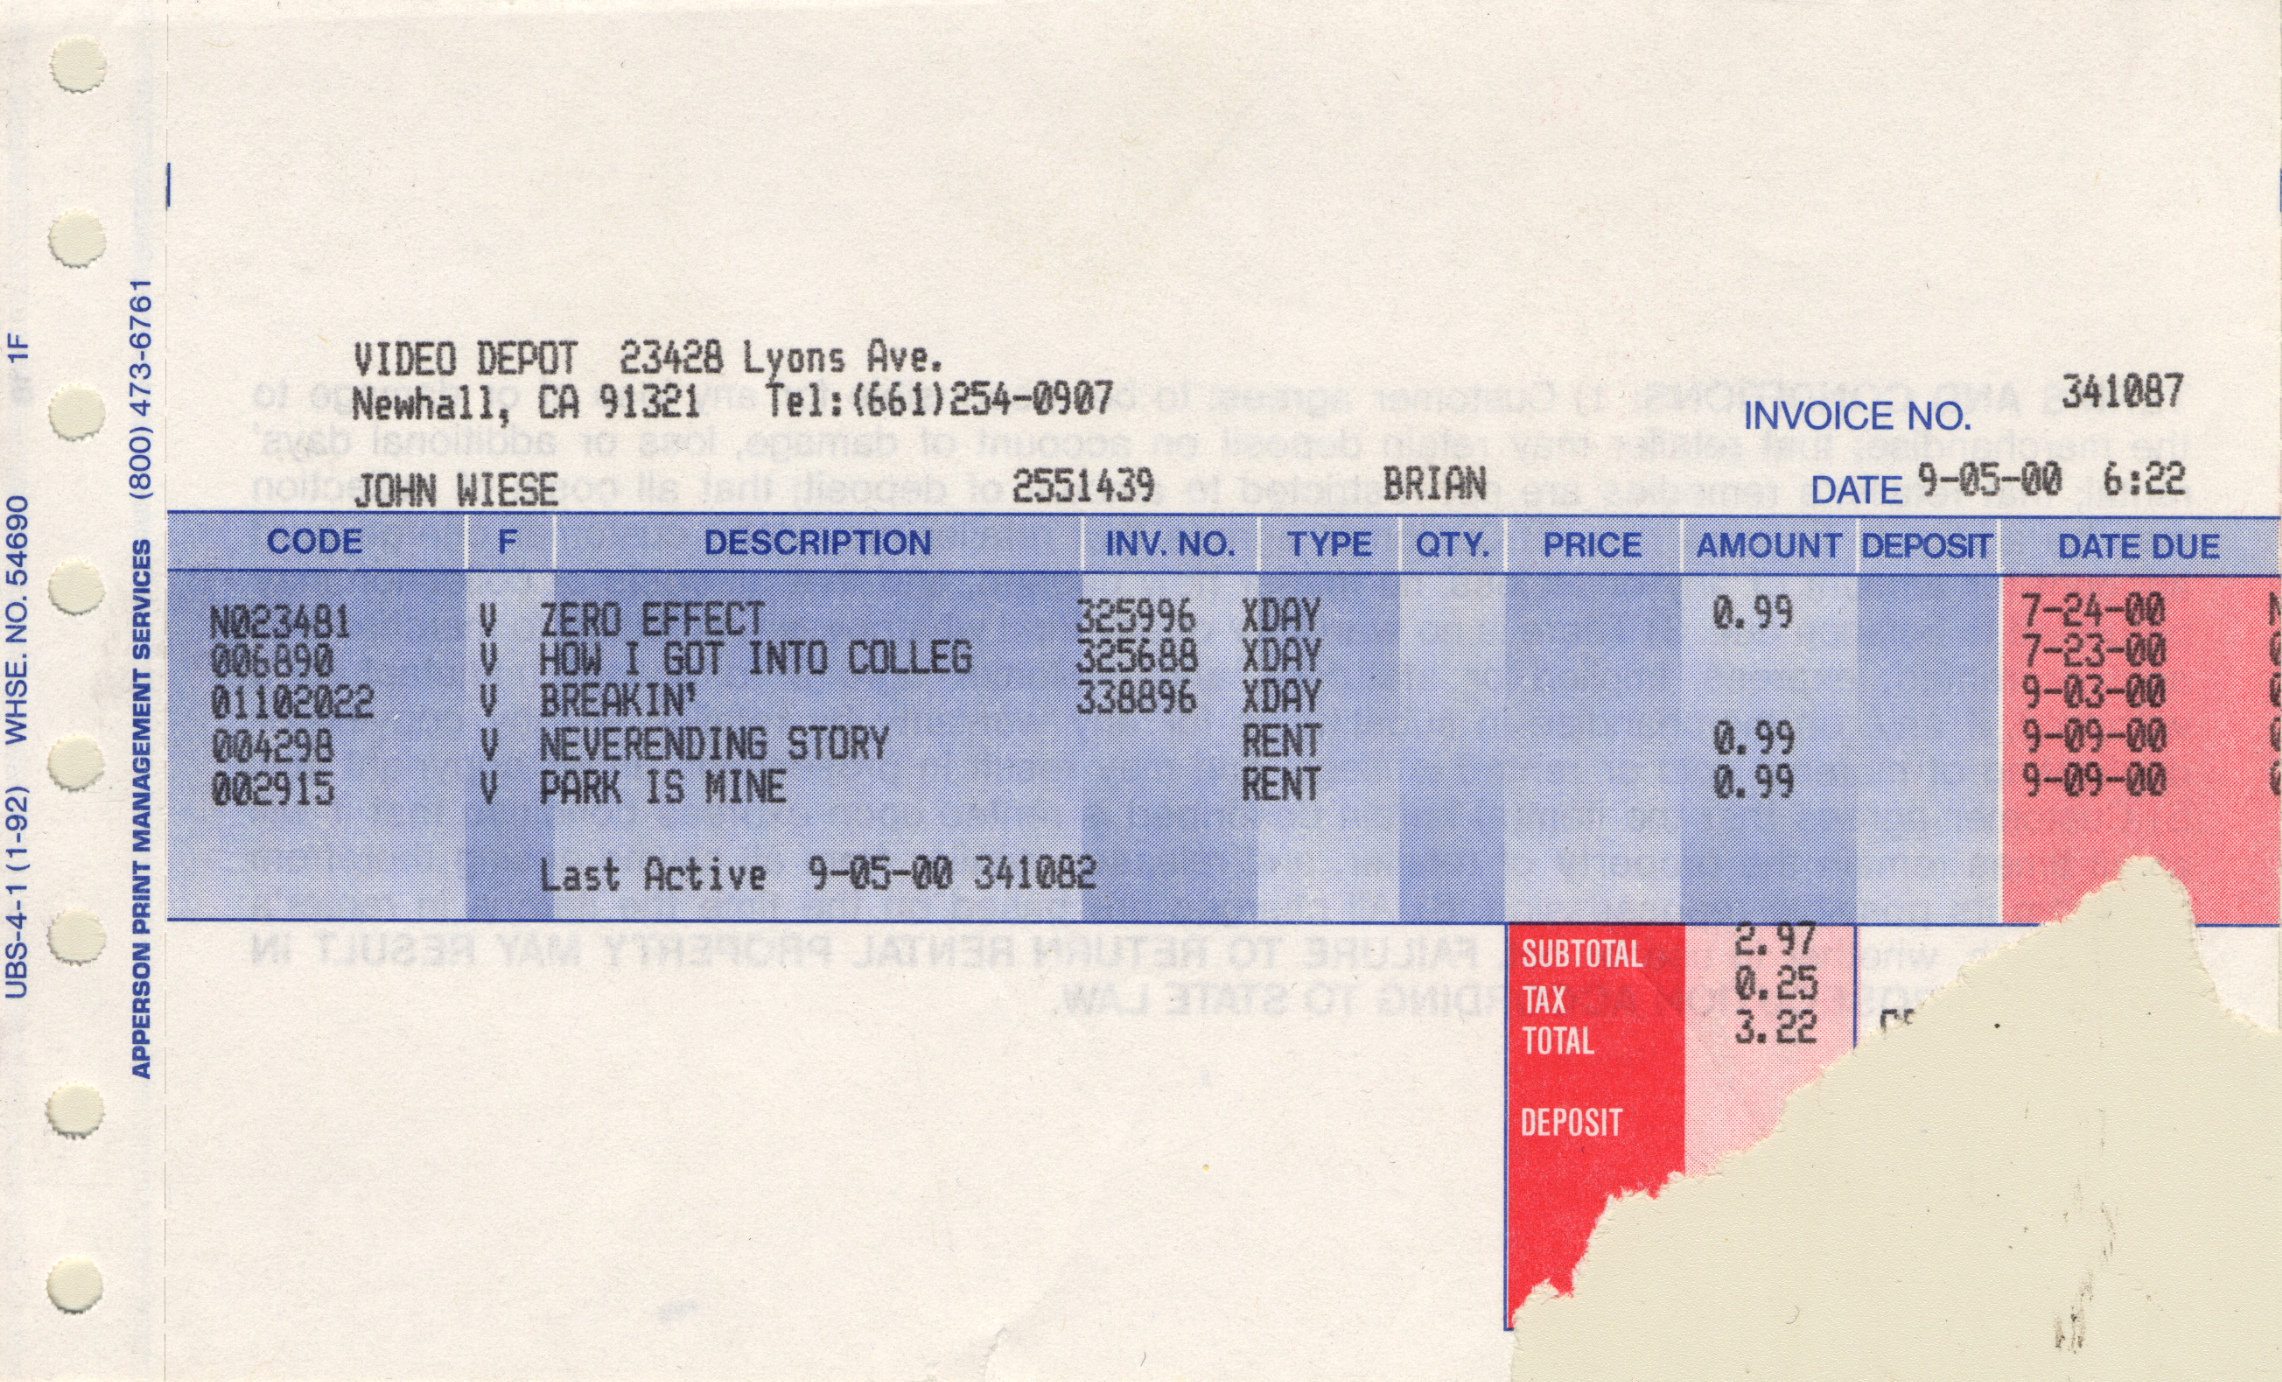 VIDEO DEPOT 23428 Lyons Ave.
Newhall, CA 91321 Tel:(661)254-0907
341087
INVOICE NO.
JOHN WIESE 2551439 BRIAN DATE 9-05-00 6:22
CODE F DESCRIPTION INV. NO. TYPE QTY. PRICE AMOUNT DEPOSIT DATE DUE
N023481 V ZERO EFFECT 325996 XDAY 0.99 7-24-00
006890 V HOW I GOT INTO COLLEG 325688 XDAY 7-23-00
01102022 V BREAKIN' 338896 XDAY 9-03-00
004298 V NEVERENDING STORY RENT 0.99 9-09-00
002915 V PARK IS MINE RENT 0.99 9-09-00
Last Active 9-05-00 341082
SUBTOTAL 2.97
TAX 0.25
TOTAL 3.22
DEPOSIT
UBS-4-1 (1-92) WHSE. NO. 54690 1F
APPERSON PRINT MANAGEMENT SERVICES (800) 473-6761